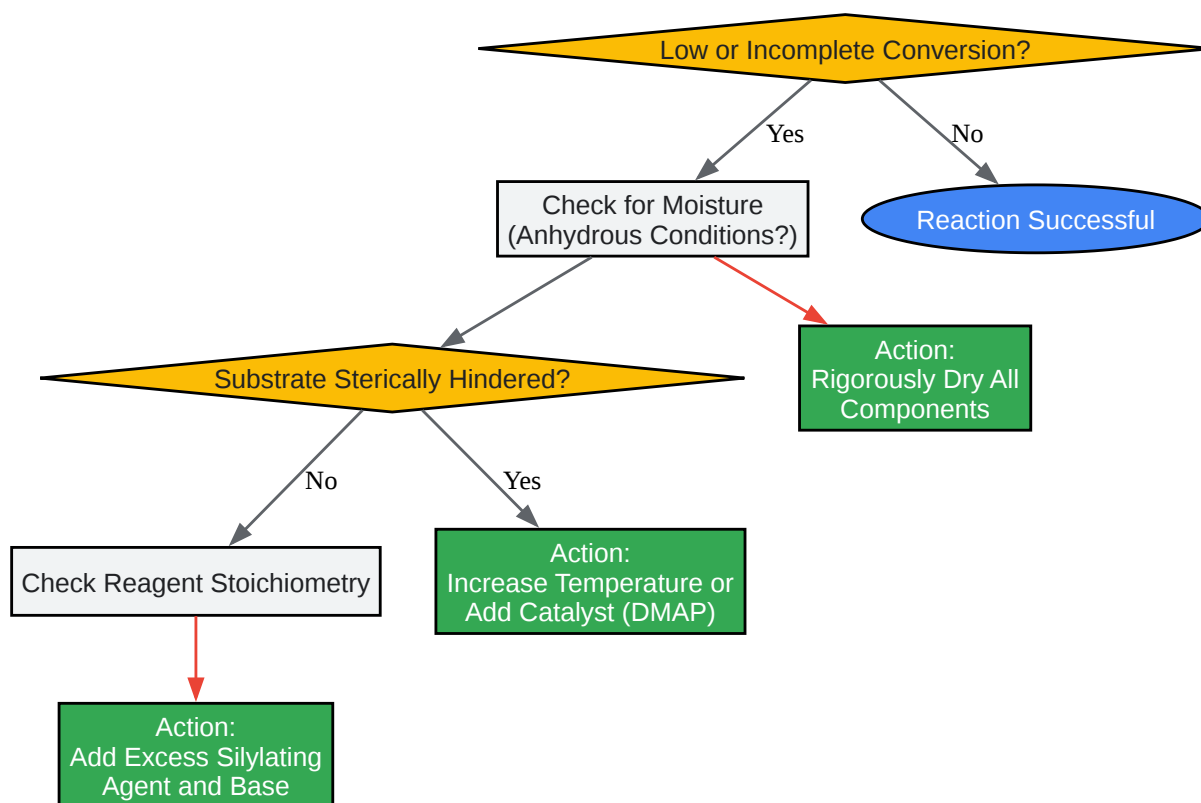 Low or Incomplete Conversion?
Yes
No
Check for Moisture
(Anhydrous Conditions?)
Reaction Successful
Action:
Rigorously Dry All
Components
Substrate Sterically Hindered?
No
Yes
Check Reagent Stoichiometry
Action:
Increase Temperature or
Add Catalyst (DMAP)
Action:
Add Excess Silylating
Agent and Base